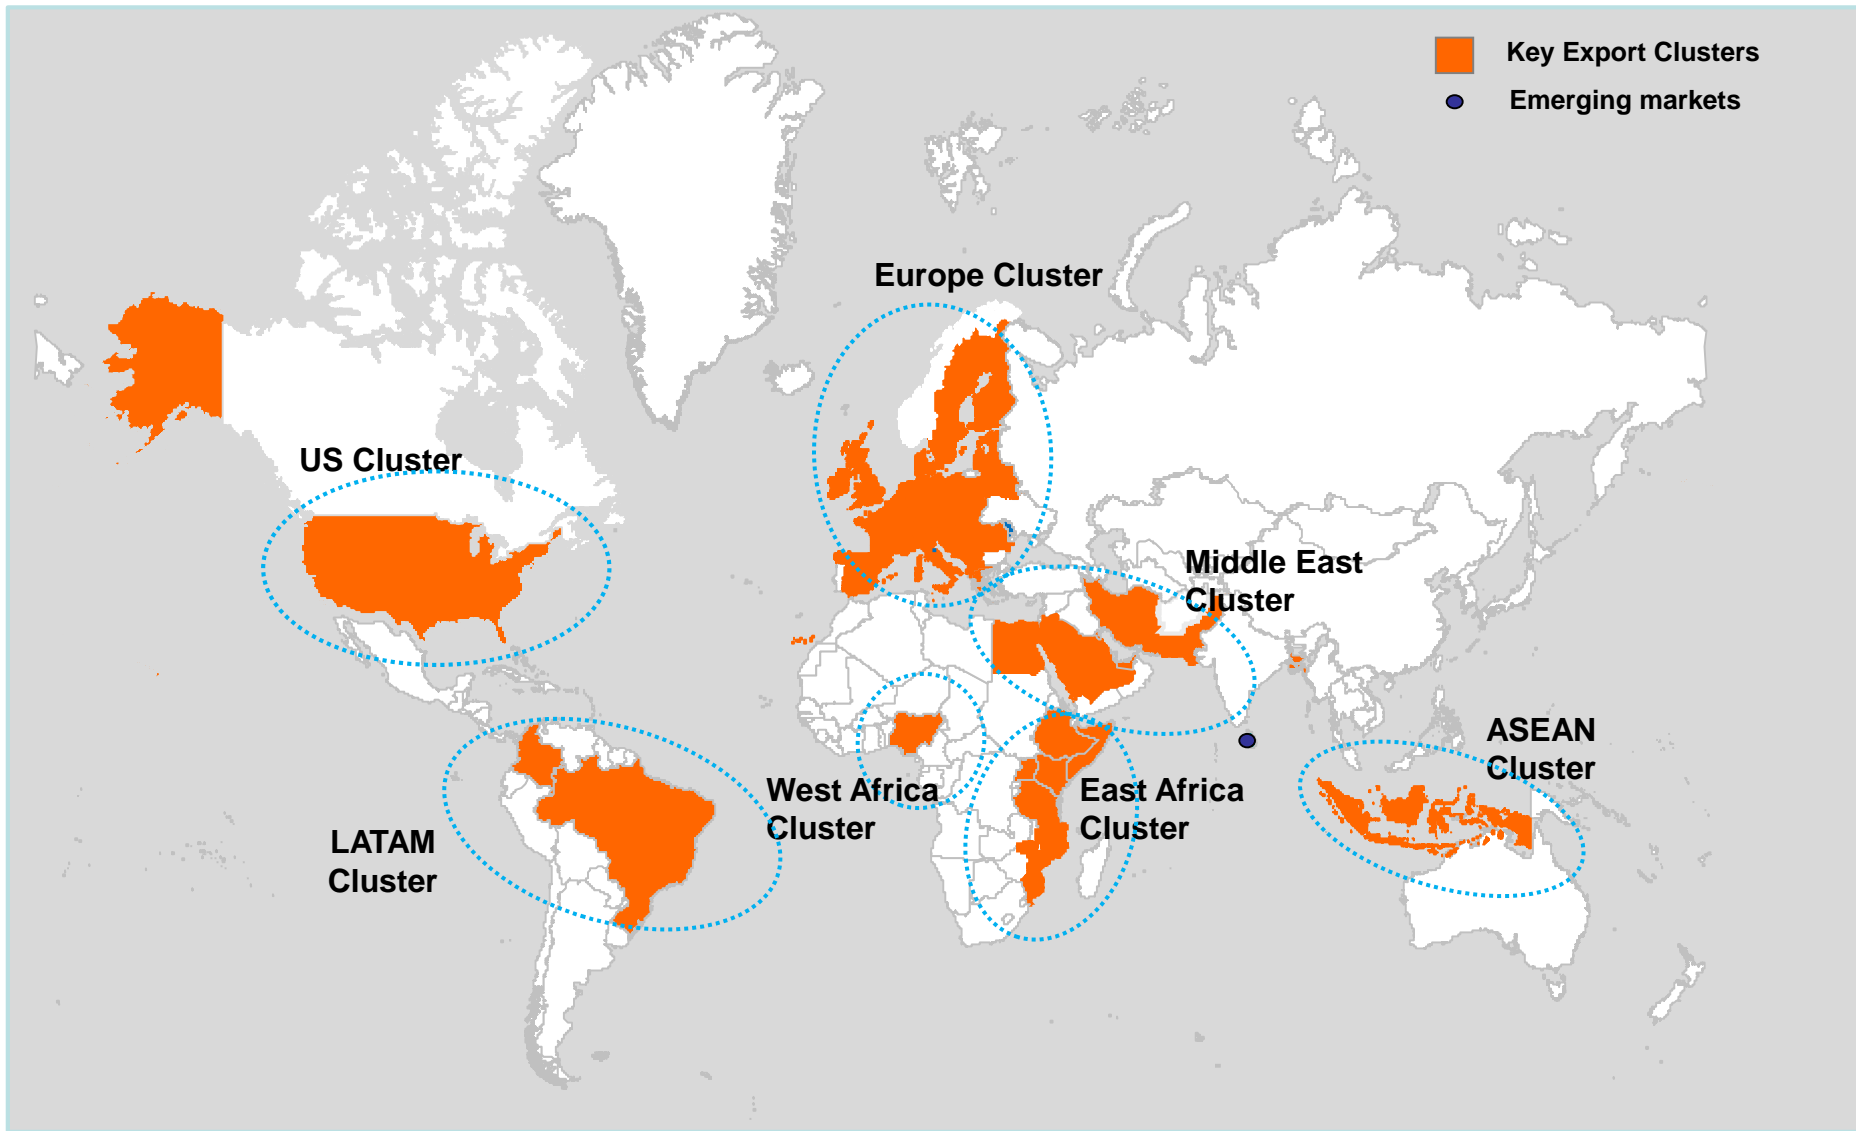 Key Export Clusters
Emerging markets
Europe Cluster
US Cluster
Middle East
Cluster
ASEAN
Cluster
West Africa
Cluster
East Africa
Cluster
LATAM
Cluster